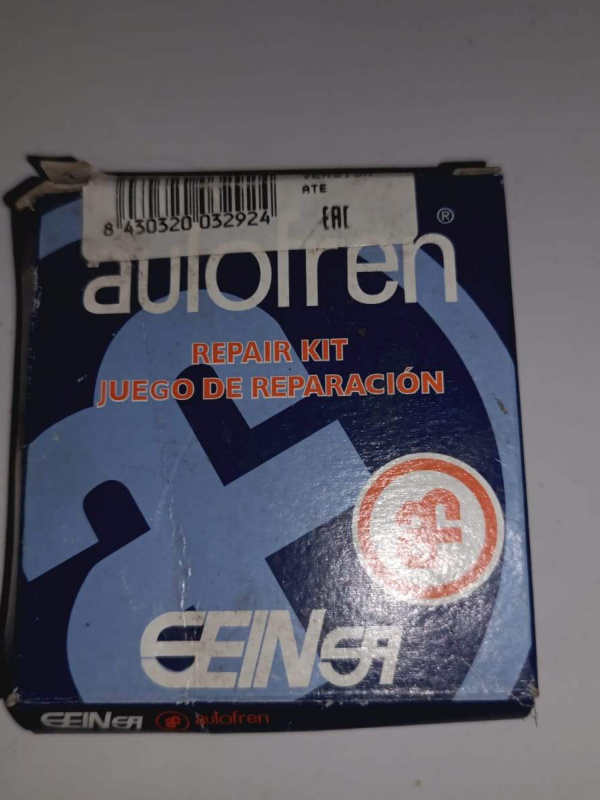 ATE
8 430320 032924
EAC
autofren®
REPAIR KIT
JUEGO DE REPARACIÓN
SEINSA
SEINSA autofren